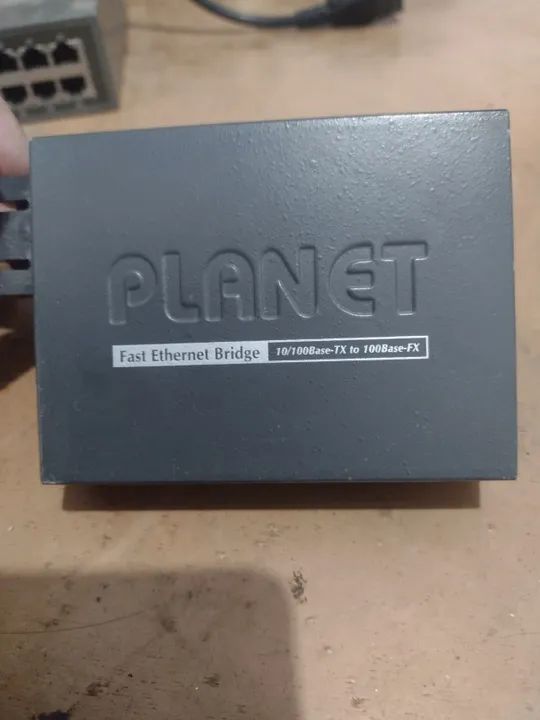 PLANET
Fast Ethernet Bridge 10/100Base-TX to 100Base-FX